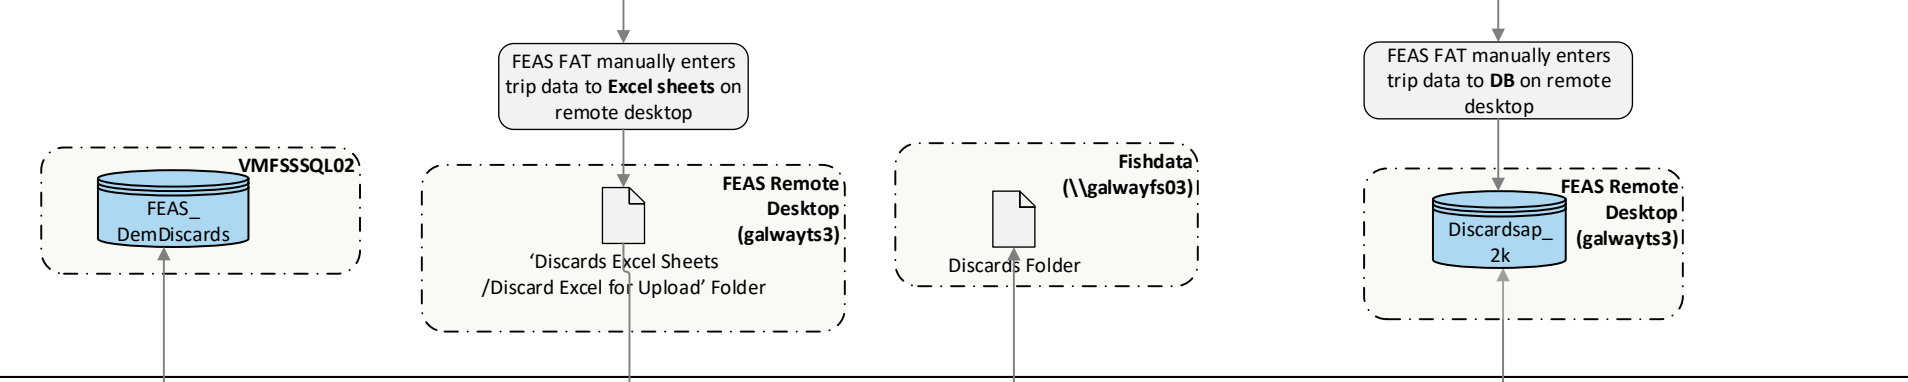 FEAS FAT manually enters
trip data to Excel sheets on
remote desktop
FEAS FAT manually enters
trip data to DB on remote
desktop
VMFSSSQL02
FEAS_
DemDiscards
FEAS Remote
Desktop
(galwayts3)
‘Discards Excel Sheets
/Discard Excel for Upload’ Folder
Fishdata
(\\galwayfs03)
Discards Folder
FEAS Remote
Desktop
(galwayts3)
Discardsap_
2k